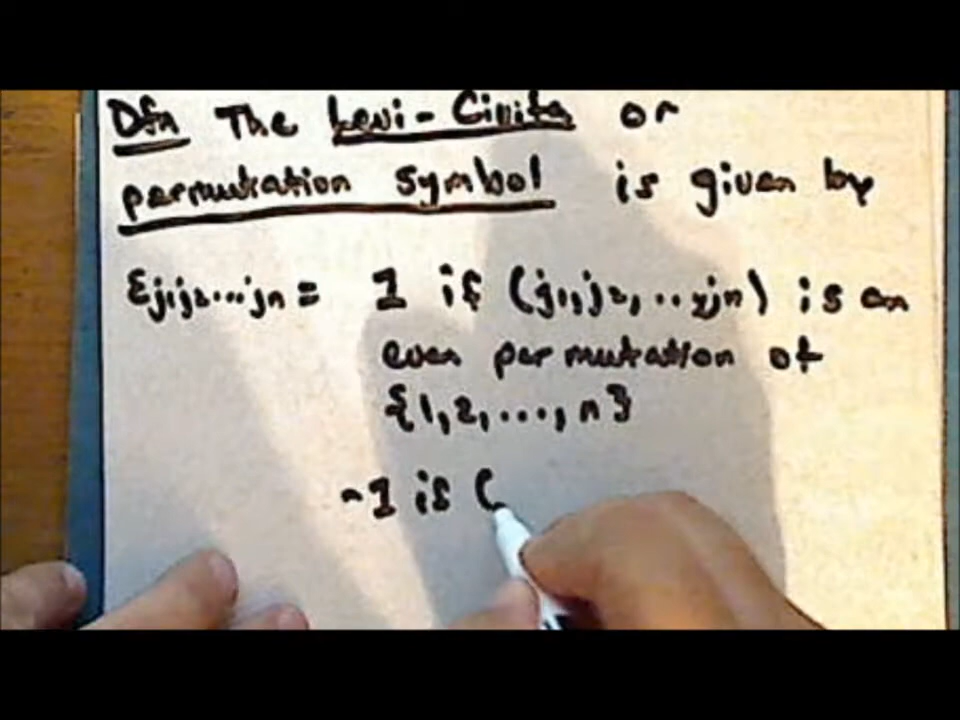 Dfn The Levi-Civita or
permutation symbol is given by
εj₁j₂...jn = 1 if (j₁,j₂,...,jn) is an
even permutation of
{1,2,...,n}
-1 is (